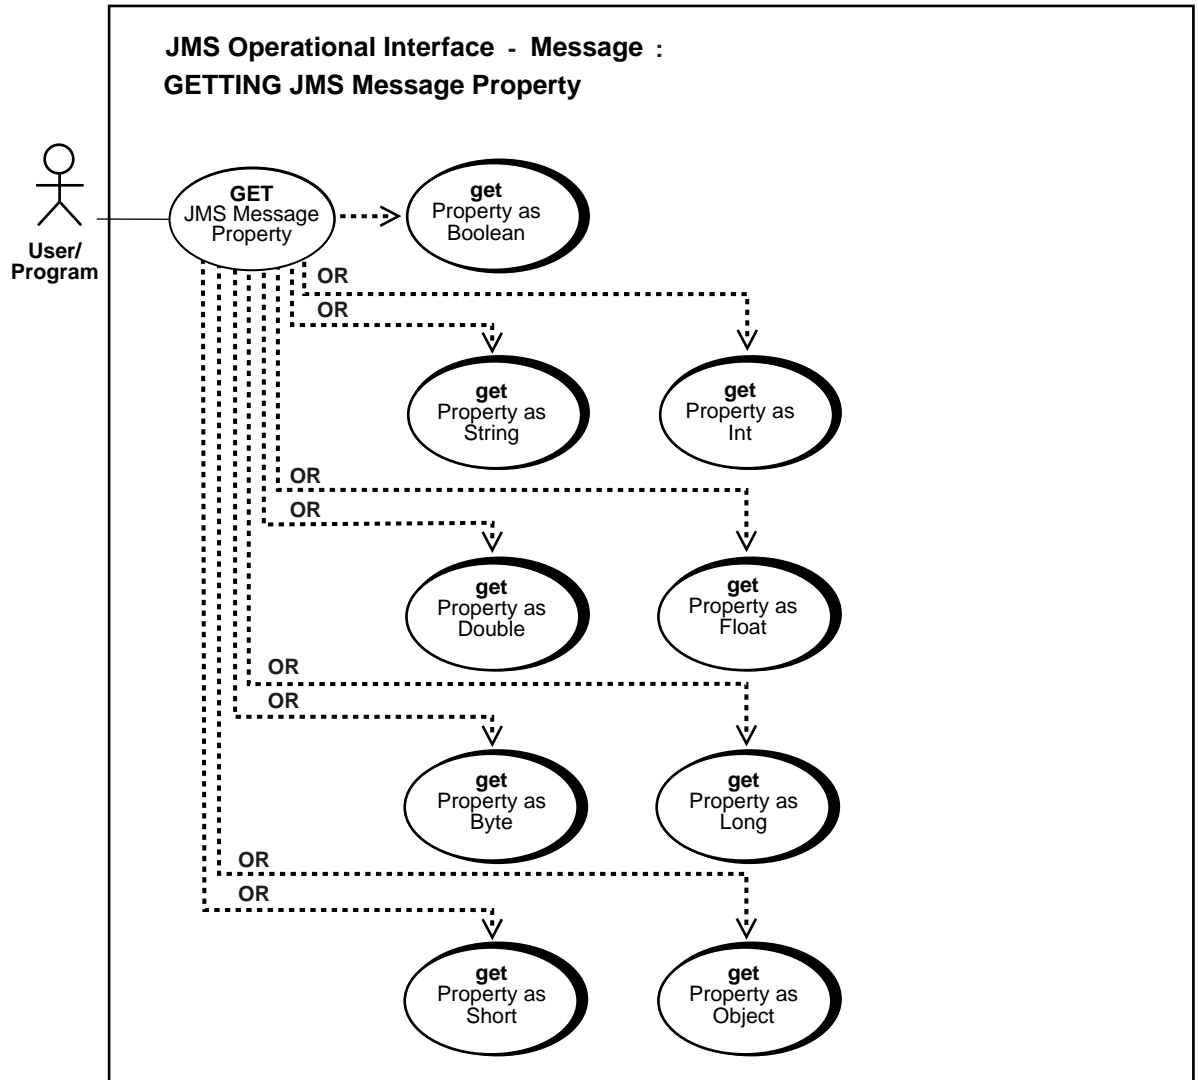 JMS Operational Interface - Message :
GETTING JMS Message Property
User/
Program
GET
JMS Message
Property
get
Property as
Boolean
OR
OR
get
Property as
String
get
Property as
Int
OR
OR
get
Property as
Double
get
Property as
Float
OR
OR
get
Property as
Byte
get
Property as
Long
OR
OR
get
Property as
Short
get
Property as
Object